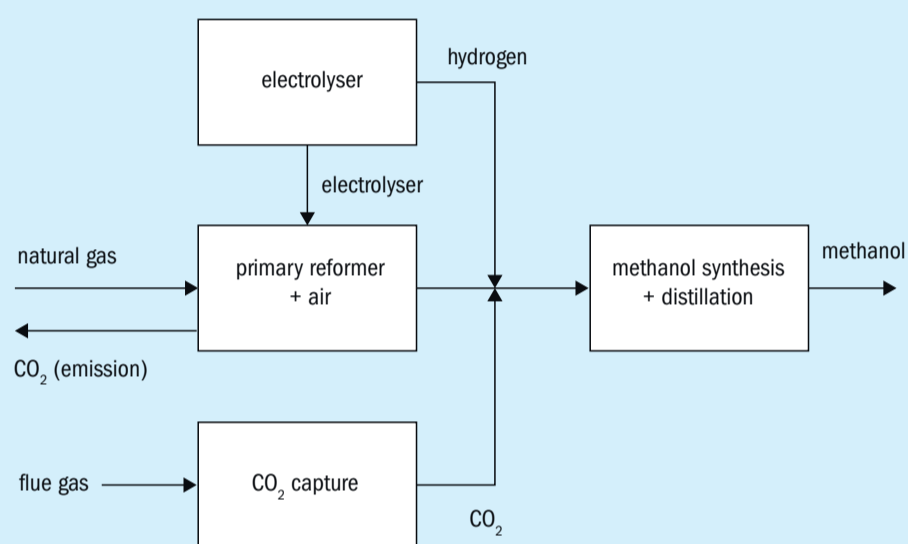 electrolyser
hydrogen
electrolyser
natural gas
primary reformer
+ air
methanol synthesis
+ distillation
methanol
CO₂ (emission)
flue gas
CO₂ capture
CO₂